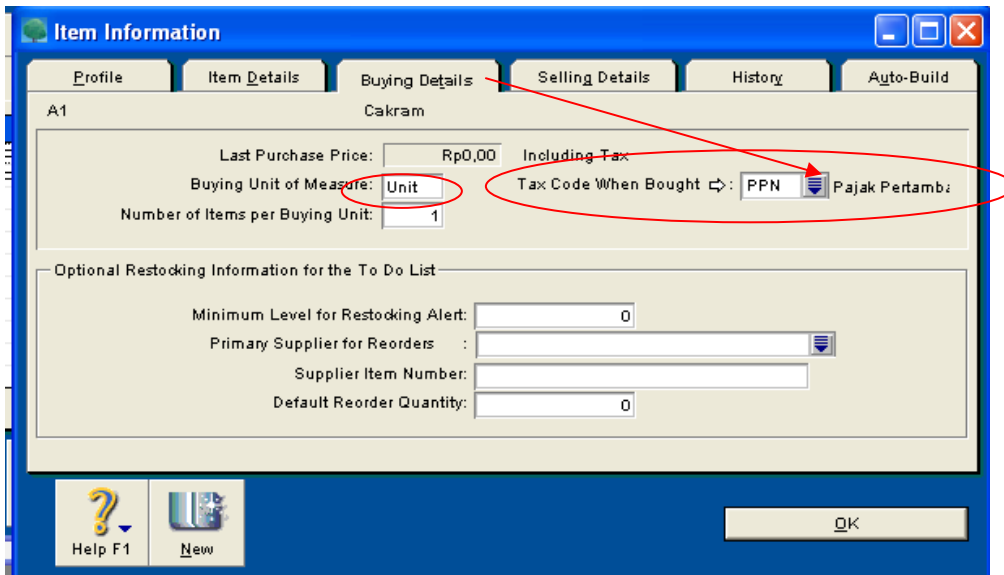 Item Information
Profile Item Details Buying Details Selling Details History Auto-Build
A1 Cakram
Last Purchase Price: Rp0,00 Including Tax
Buying Unit of Measure: Unit Tax Code When Bought ⇨: PPN Pajak Pertamba
Number of Items per Buying Unit: 1
Optional Restocking Information for the To Do List
Minimum Level for Restocking Alert: 0
Primary Supplier for Reorders :
Supplier Item Number:
Default Reorder Quantity: 0
Help F1 New OK